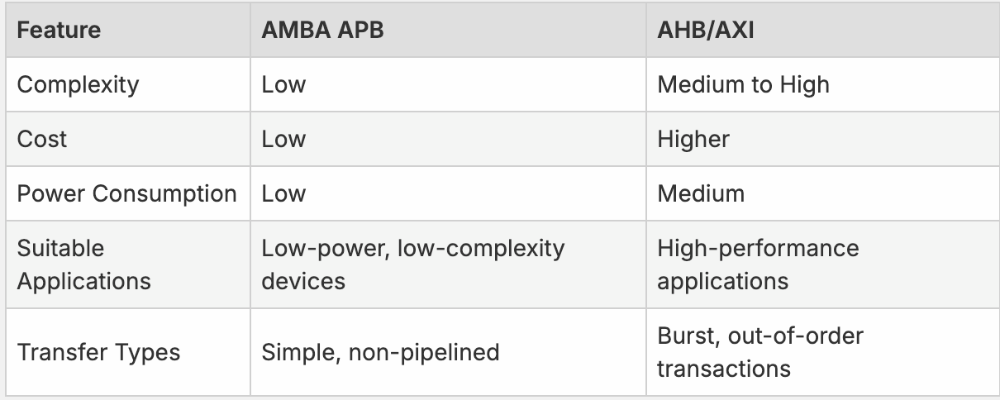 Feature AMBA APB AHB/AXI
Complexity Low Medium to High
Cost Low Higher
Power Consumption Low Medium
Suitable Low-power, low-complexity High-performance
Applications devices applications
Transfer Types Simple, non-pipelined Burst, out-of-order
transactions